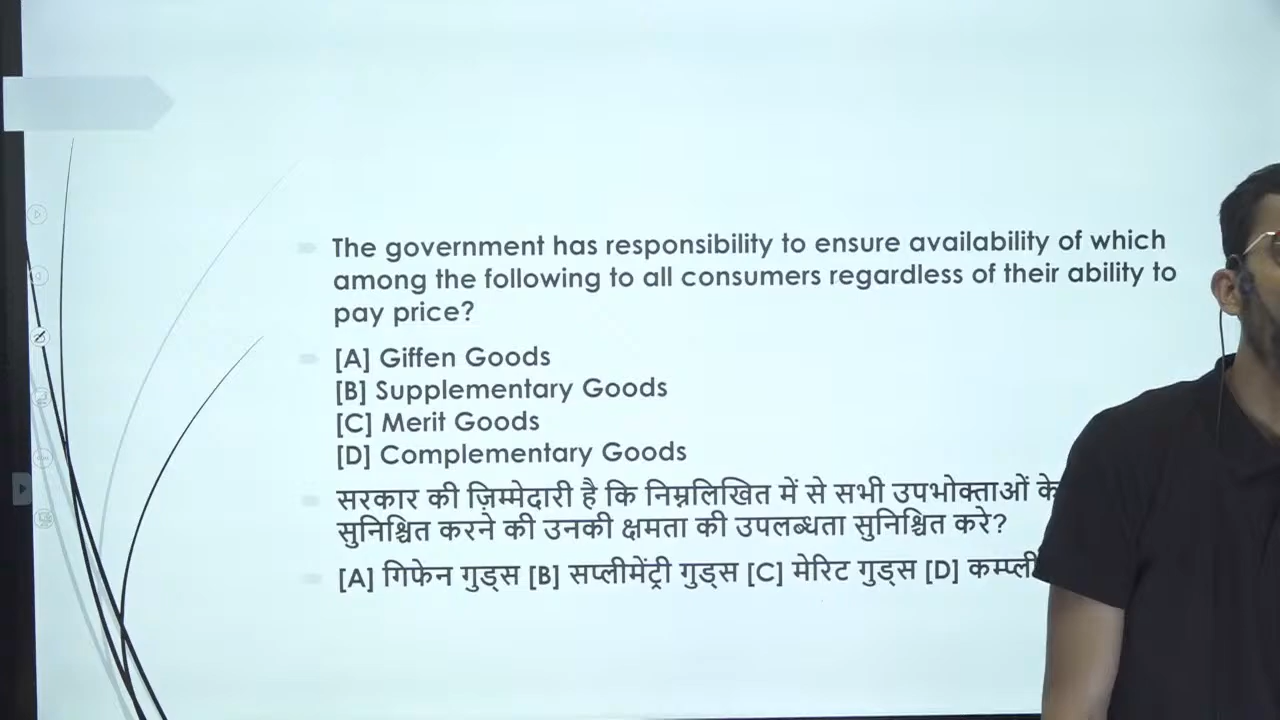 The government has responsibility to ensure availability of which
among the following to all consumers regardless of their ability to
pay price?
[A] Giffen Goods
[B] Supplementary Goods
[C] Merit Goods
[D] Complementary Goods
सरकार की ज़िम्मेदारी है कि निम्नलिखित में से सभी उपभोक्ताओं के
सुनिश्चित करने की उनकी क्षमता की उपलब्धता सुनिश्चित करे?
[A] गिफेन गुड्स [B] सप्लीमेंट्री गुड्स [C] मेरिट गुड्स [D]